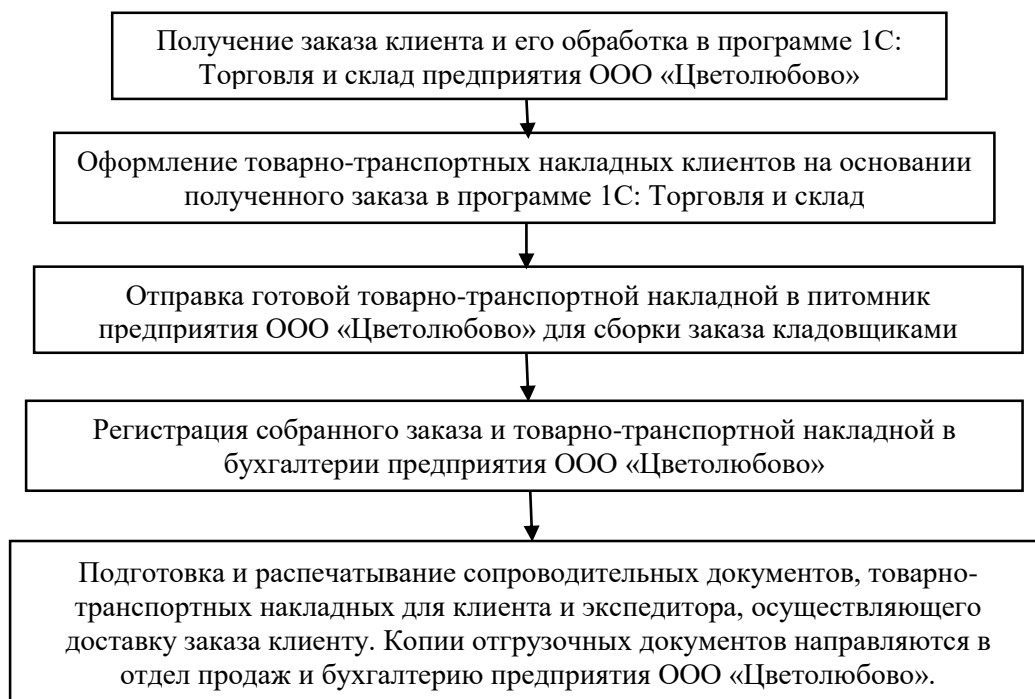 Получение заказа клиента и его обработка в программе 1С:
Торговля и склад предприятия ООО «Цветолюбово»
Оформление товарно-транспортных накладных клиентов на основании
полученного заказа в программе 1С: Торговля и склад
Отправка готовой товарно-транспортной накладной в питомник
предприятия ООО «Цветолюбово» для сборки заказа кладовщиками
Регистрация собранного заказа и товарно-транспортной накладной в
бухгалтерии предприятия ООО «Цветолюбово»
Подготовка и распечатывание сопроводительных документов, товарно-
транспортных накладных для клиента и экспедитора, осуществляющего
доставку заказа клиенту. Копии отгрузочных документов направляются в
отдел продаж и бухгалтерию предприятия ООО «Цветолюбово».